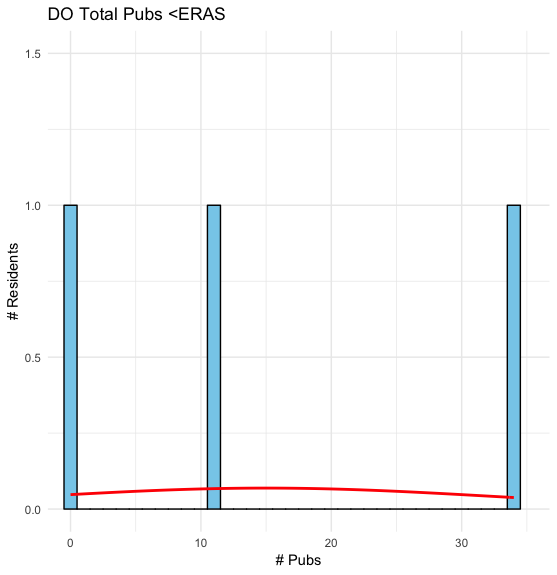 DO Total Pubs <ERAS
1.5
1.0
0.5
0.0
# Residents
0 10 20 30
# Pubs